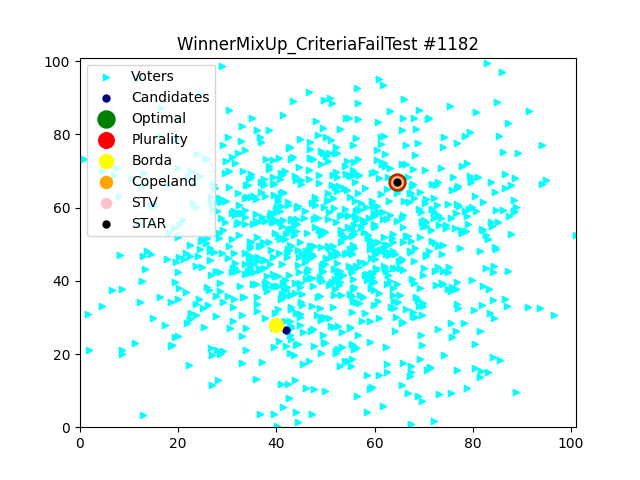 WinnerMixUp_CriteriaFailTest #1182
100
80
60
40
20
0
0 20 40 60 80 100
Voters
Candidates
Optimal
Plurality
Borda
Copeland
STV
STAR